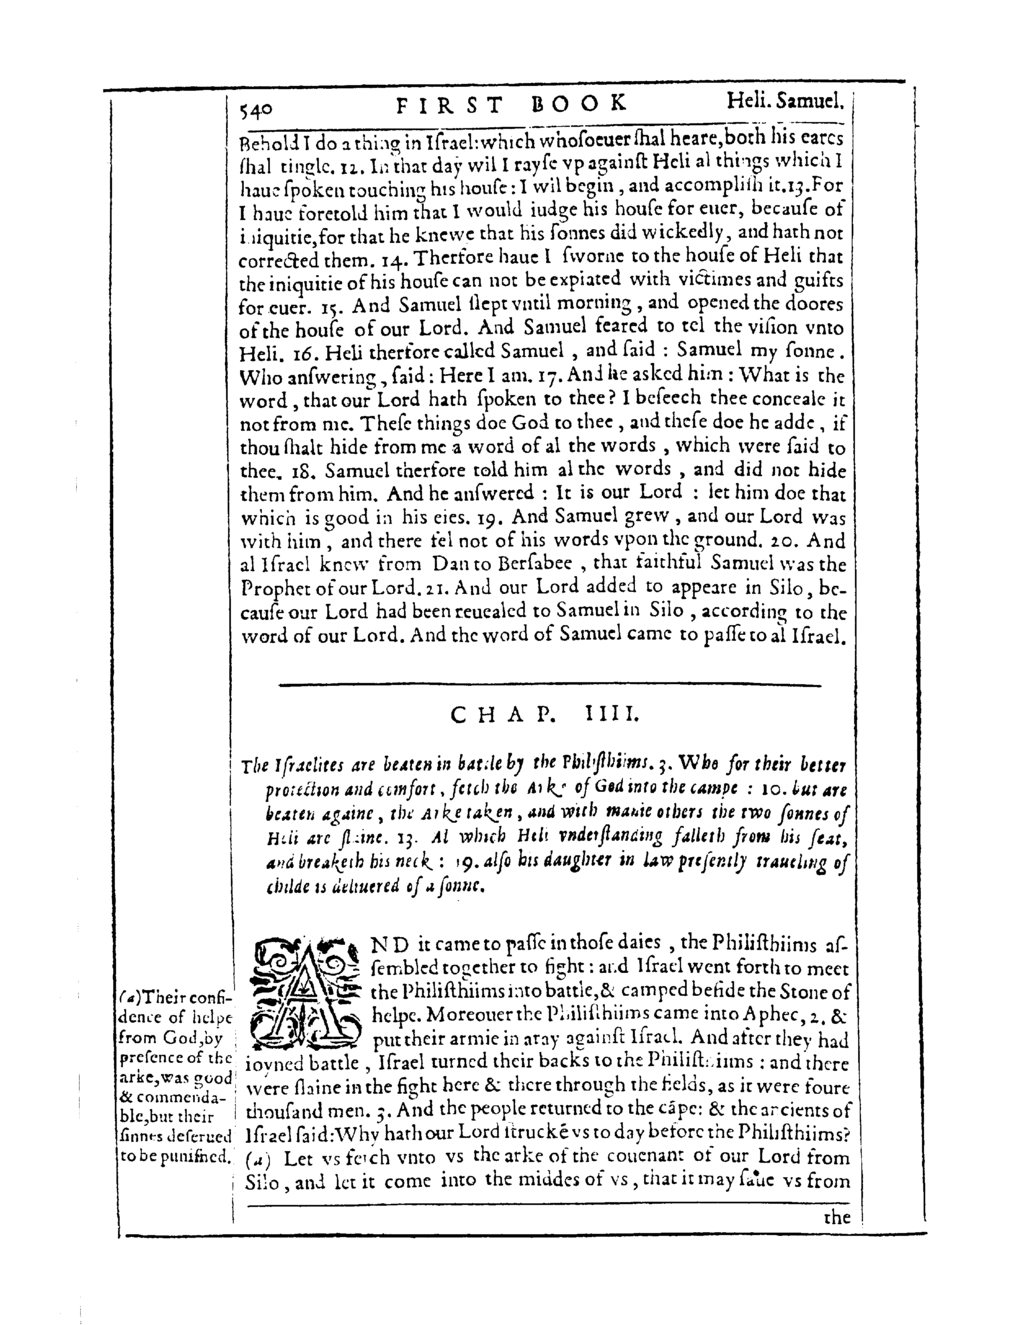 540 FIRST BOOK Heli. Samuel.
Behold I do a thing in Iſrael: which whoſoeuer ſhal heare, both his eares
ſhal tingle. 12. In that day wil I rayſe vp againſt Heli al things which I
haue ſpoken touching his houſe: I wil begin, and accompliſh it. 13. For
I haue foretold him that I would iudge his houſe for euer, becauſe of
iniquitie, for that he knewe that his ſonnes did wickedly, and hath not
corrected them. 14. Therfore haue I ſworne to the houſe of Heli that
the iniquitie of his houſe can not be expiated with victimes and guifts
for euer. 15. And Samuel ſlept vntil morning, and opened the doores
of the houſe of our Lord. And Samuel feared to tel the viſion vnto
Heli. 16. Heli therfore called Samuel, and ſaid: Samuel my ſonne.
Who anſwering, ſaid: Here I am. 17. And he asked him: What is the
word, that our Lord hath ſpoken to thee? I beſeech thee conceale it
not from me. Theſe things doe God to thee, and theſe doe he adde, if
thou ſhalt hide from me a word of al the words, which were ſaid to
thee. 18. Samuel therfore told him al the words, and did not hide
them from him. And he anſwered: It is our Lord: let him doe that
which is good in his eies. 19. And Samuel grew, and our Lord was
with him, and there fel not of his words vpon the ground. 20. And
al Iſrael knew from Dan to Berſabee, that faithful Samuel was the
Prophet of our Lord. 21. And our Lord added to appeare in Silo, be-
cauſe our Lord had been reuealed to Samuel in Silo, according to the
word of our Lord. And the word of Samuel came to paſſe to al Iſrael.
CHAP. IIII.
The Iſraelites are beaten in battle by the Philiſthiims. 3. Who for their better
protection and comfort, fetch the Arke of God into the campe: 10. but are
beaten againe, the Arke taken, and with manie others the two ſonnes of
Heli are ſlaine. 13. Al which Heli vnderſtanding falleth from his ſeat,
and breaketh his neck: 19. alſo his daughter in law preſently traueling of
childe is deliuered of a ſonne.
AND it came to paſſe in thoſe daies, the Philiſthiims aſ-
ſembled together to fight: and Iſrael went forth to meet
the Philiſthiims into battle, & camped beſide the Stone of
helpe. Moreouer the Philiſthiims came into Aphec, 2. &
put their armie in aray againſt Iſrael. And after they had
ioyned battle, Iſrael turned their backs to the Philiſthiims: and there
were ſlaine in the fight here & there through the fields, as it were foure
thouſand men. 3. And the people returned to the cãpe: & the ancients of
Iſrael ſaid: Why hath our Lord ſtruckē vs to day before the Philiſthiims?
(a) Let vs fetch vnto vs the arke of the couenant of our Lord from
Silo, and let it come into the middes of vs, that it may ſaue vs from
the
(a) Their confi-
dence of helpe
from God, by
preſence of the
arke, was good
& commenda-
ble, but their
ſinnes deſerued
to be puniſhed.